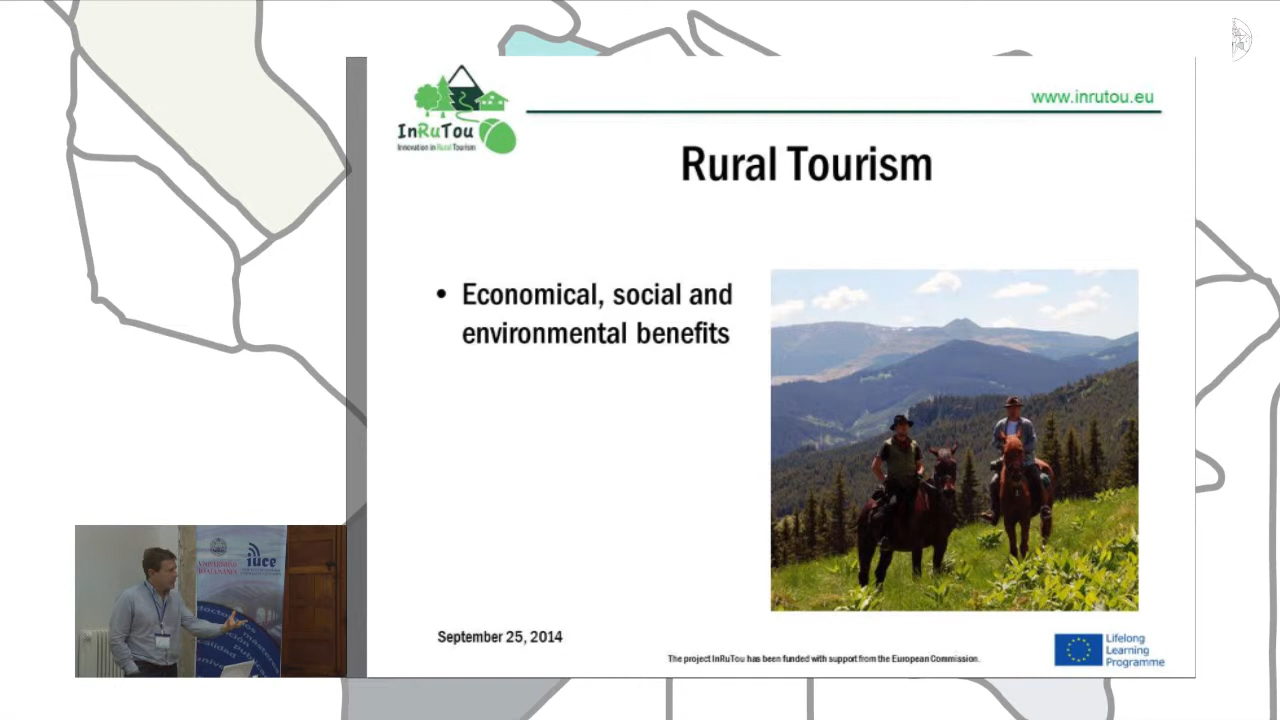 www.inrutou.eu
InRuTou
Innovation in Rural Tourism
Rural Tourism
• Economical, social and
environmental benefits
iuce
September 25, 2014
The project InRuTou has been funded with support from the European Commission.
Lifelong
Learning
Programme